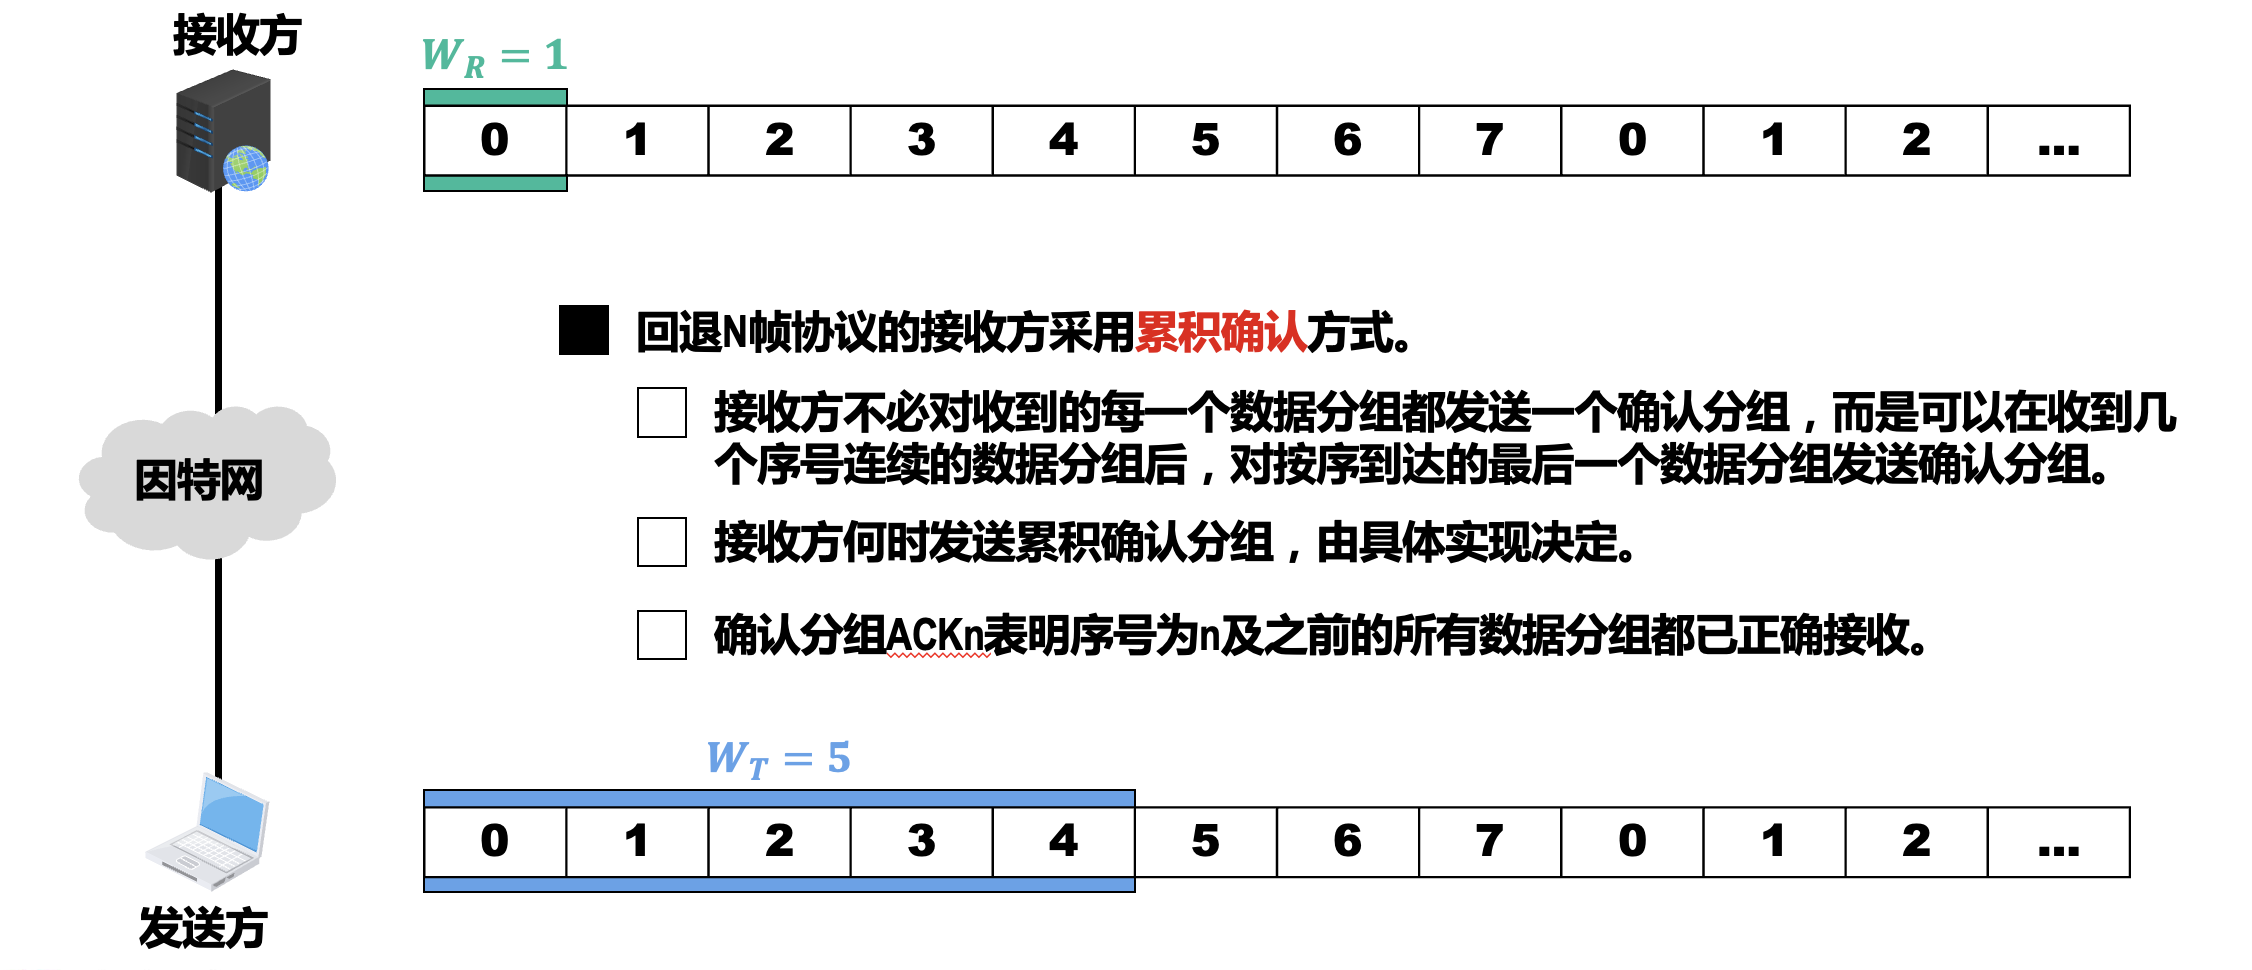 接收方
W_R = 1
0 1 2 3 4 5 6 7 0 1 2 ...
回退N帧协议的接收方采用累积确认方式。
接收方不必对收到的每一个数据分组都发送一个确认分组，而是可以在收到几
个序号连续的数据分组后，对按序到达的最后一个数据分组发送确认分组。
因特网
接收方何时发送累积确认分组，由具体实现决定。
确认分组ACKn表明序号为n及之前的所有数据分组都已正确接收。
W_T = 5
0 1 2 3 4 5 6 7 0 1 2 ...
发送方